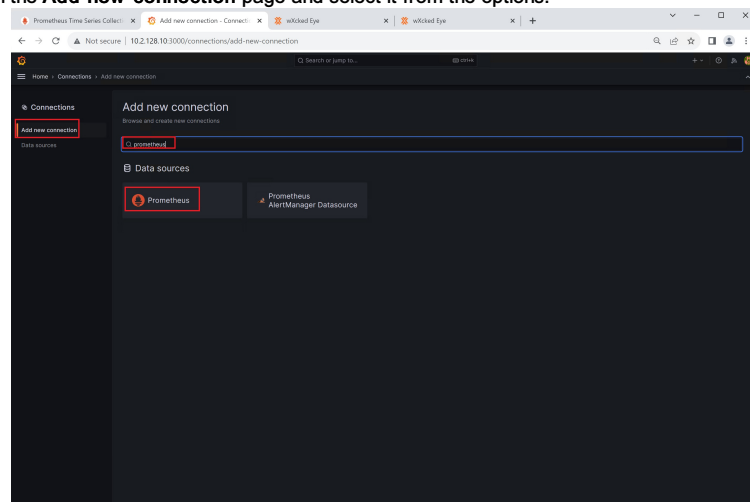 the Add new connection page and select it from the options.
Prometheus Time Series Collecti
Add new connection - Connectio
wXcked Eye
wXcked Eye
Not secure | 10.2.128.10:3000/connections/add-new-connection
Search or jump to...
ctrl+k
Home › Connections › Add new connection
Connections
Add new connection
Data sources
Add new connection
Browse and create new connections
prometheus
Data sources
Prometheus
Prometheus
AlertManager Datasource